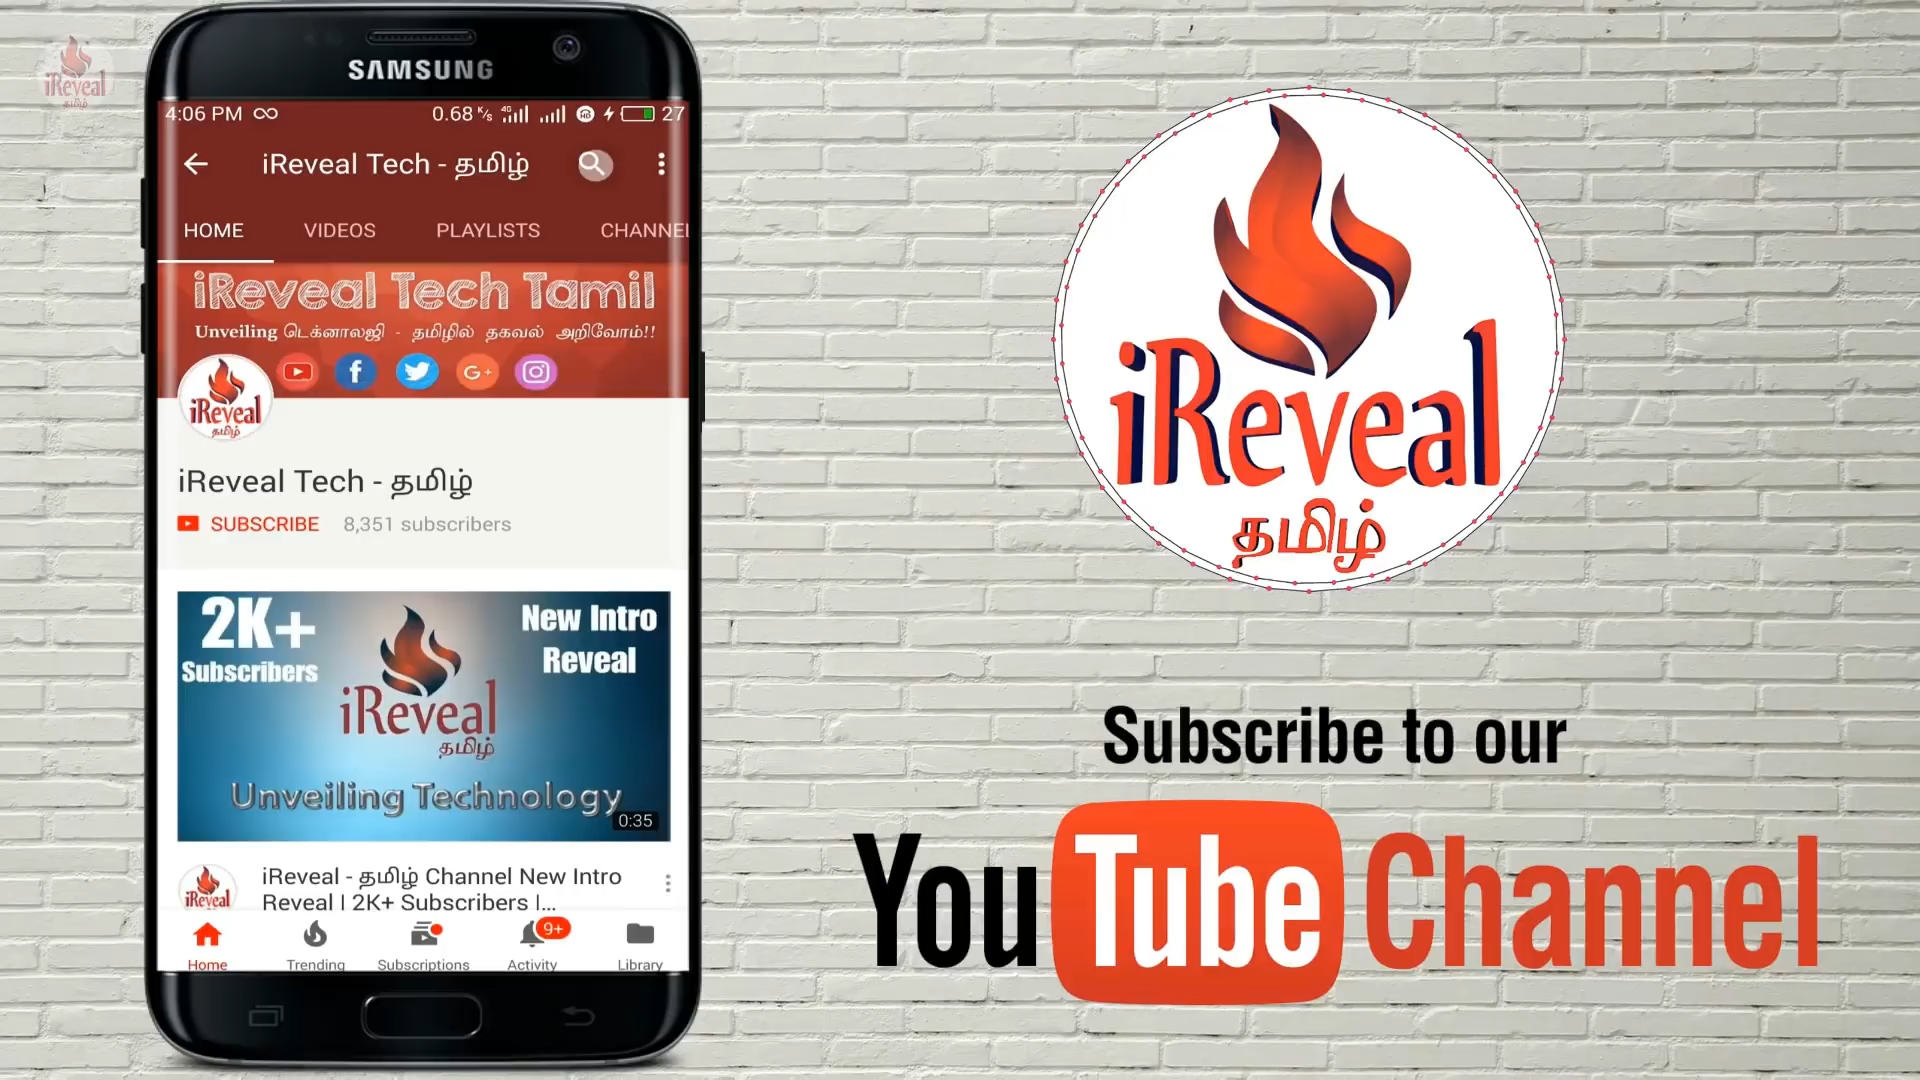 iReveal
தமிழ்
SAMSUNG
4:06 PM
0.68 K/s 4G 27
iReveal Tech - தமிழ்
HOME VIDEOS PLAYLISTS CHANNEL
iReveal Tech Tamil
Unveiling டெக்னாலஜி - தமிழில் தகவல் அறிவோம்!!
G+
iReveal
தமிழ்
iReveal Tech - தமிழ்
SUBSCRIBE 8,351 subscribers
2K+
Subscribers
New Intro
Reveal
iReveal
தமிழ்
Unveiling Technology
0:35
iReveal
iReveal - தமிழ் Channel New Intro
Reveal | 2K+ Subscribers |...
9+
Home Trending Subscriptions Activity Library
iReveal
தமிழ்
Subscribe to our
YouTube Channel